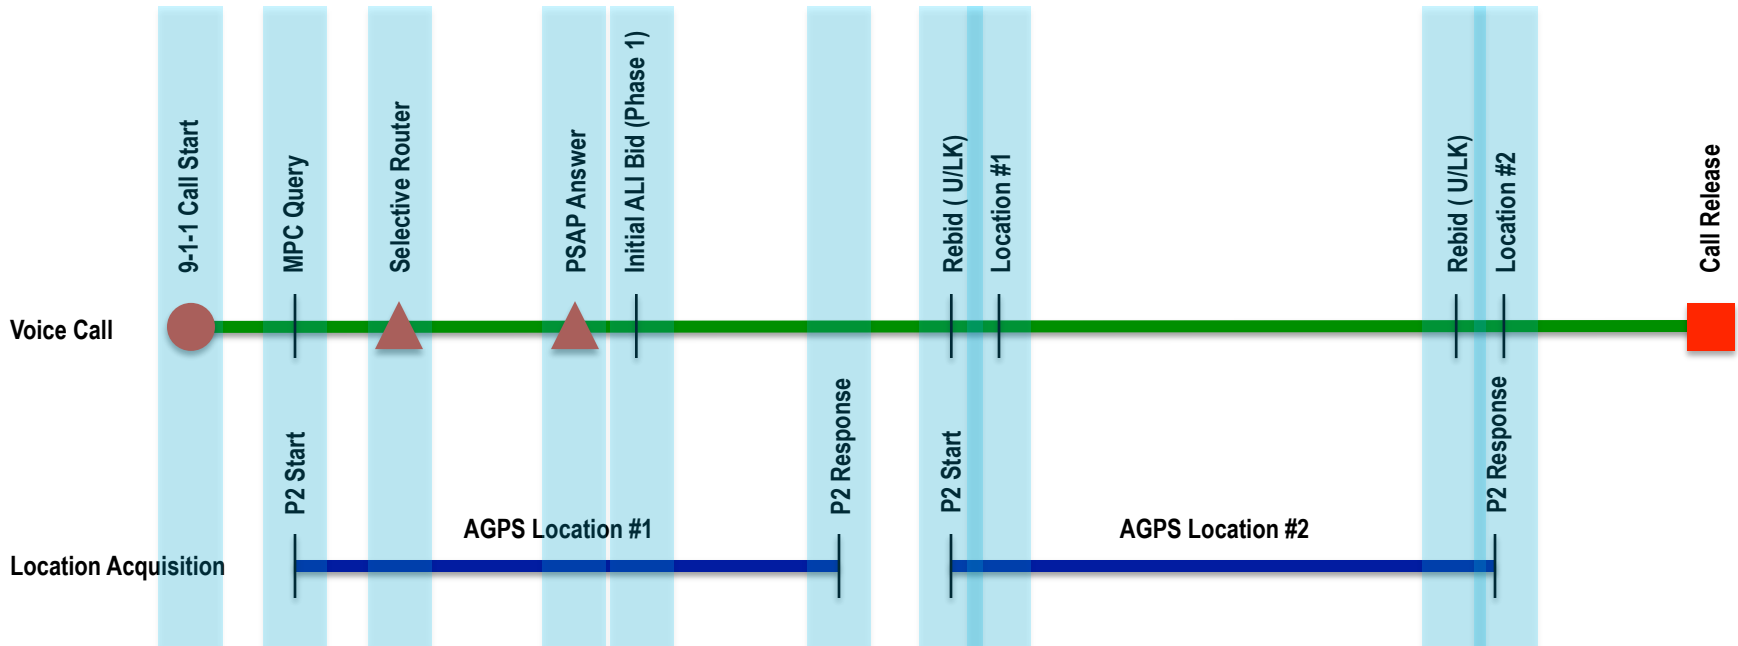 9-1-1 Call Start
MPC Query
Selective Router
PSAP Answer
Initial ALI Bid (Phase 1)
Rebid ( U/LK)
Location #1
Rebid ( U/LK)
Location #2
Call Release
Voice Call
P2 Start
P2 Response
P2 Start
P2 Response
AGPS Location #1
AGPS Location #2
Location Acquisition